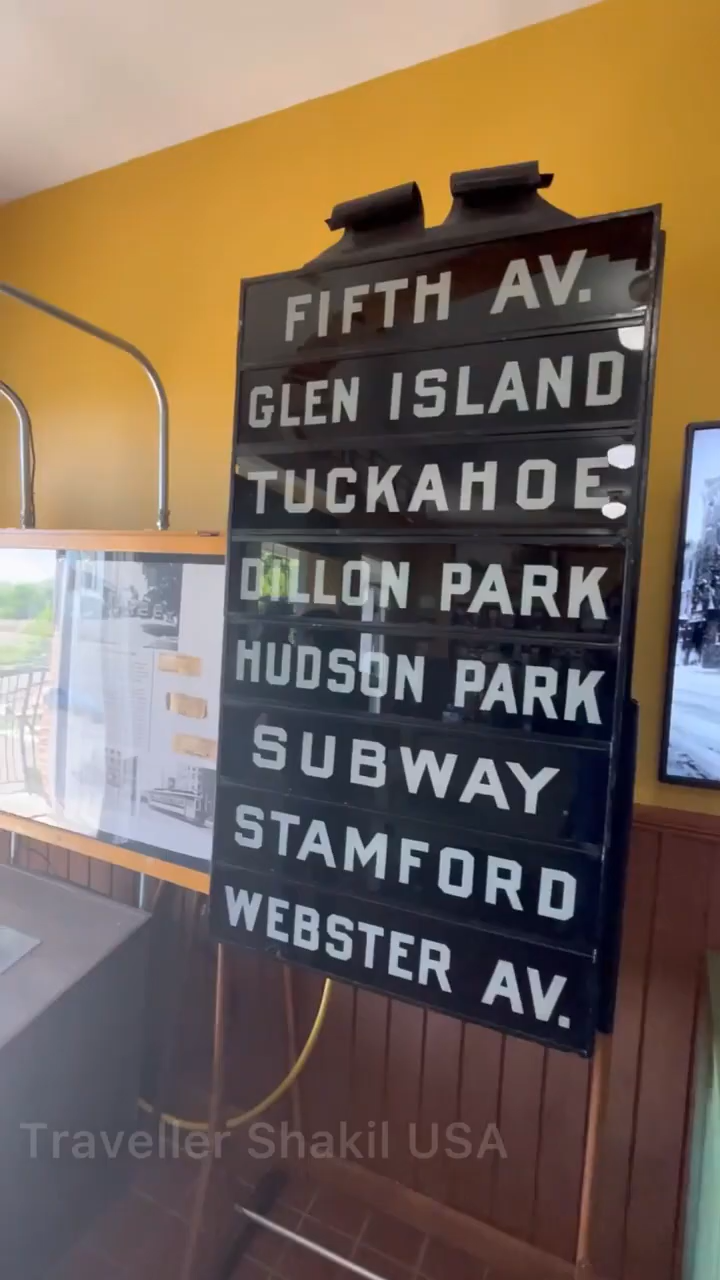 FIFTH AV.
GLEN ISLAND
TUCKAHOE
DILLON PARK
HUDSON PARK
SUBWAY
STAMFORD
WEBSTER AV.
Traveller Shakil USA